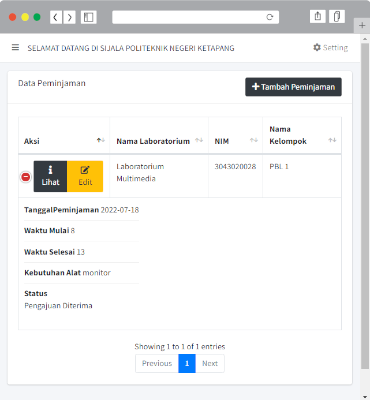 SELAMAT DATANG DI SIJALA POLITEKNIK NEGERI KETAPANG
Setting
Data Peminjaman
Tambah Peminjaman
Aksi
Nama Laboratorium
NIM
Nama
Kelompok
Lihat
Edit
Laboratorium
Multimedia
3043020028
PBL 1
TanggalPeminjaman 2022-07-18
Waktu Mulai 8
Waktu Selesai 13
Kebutuhan Alat monitor
Status
Pengajuan Diterima
Showing 1 to 1 of 1 entries
Previous 1 Next